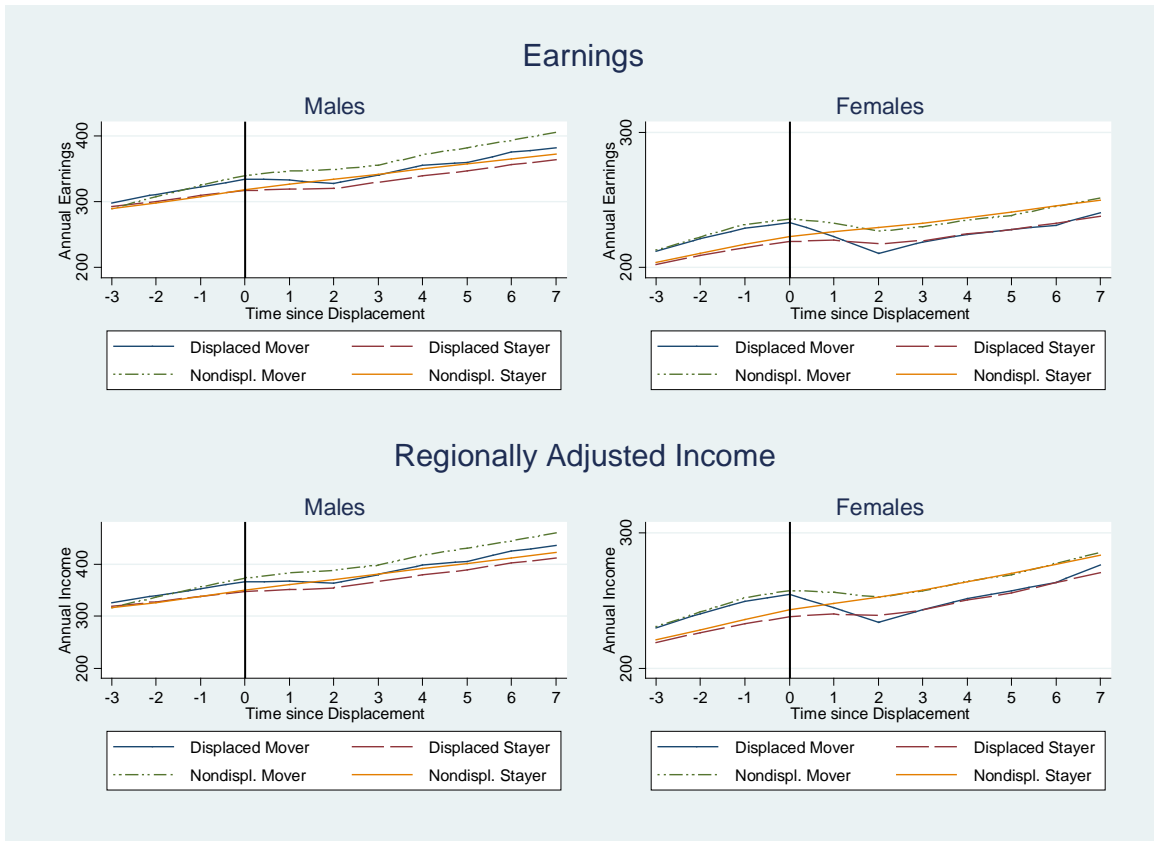 Earnings
Males
Annual Earnings
400
300
200
-3 -2 -1 0 1 2 3 4 5 6 7
Time since Displacement
Displaced Mover Displaced Stayer
Nondispl. Mover Nondispl. Stayer
Females
Annual Earnings
300
200
-3 -2 -1 0 1 2 3 4 5 6 7
Time since Displacement
Displaced Mover Displaced Stayer
Nondispl. Mover Nondispl. Stayer
Regionally Adjusted Income
Males
Annual Income
400
300
200
-3 -2 -1 0 1 2 3 4 5 6 7
Time since Displacement
Displaced Mover Displaced Stayer
Nondispl. Mover Nondispl. Stayer
Females
Annual Income
300
200
-3 -2 -1 0 1 2 3 4 5 6 7
Time since Displacement
Displaced Mover Displaced Stayer
Nondispl. Mover Nondispl. Stayer